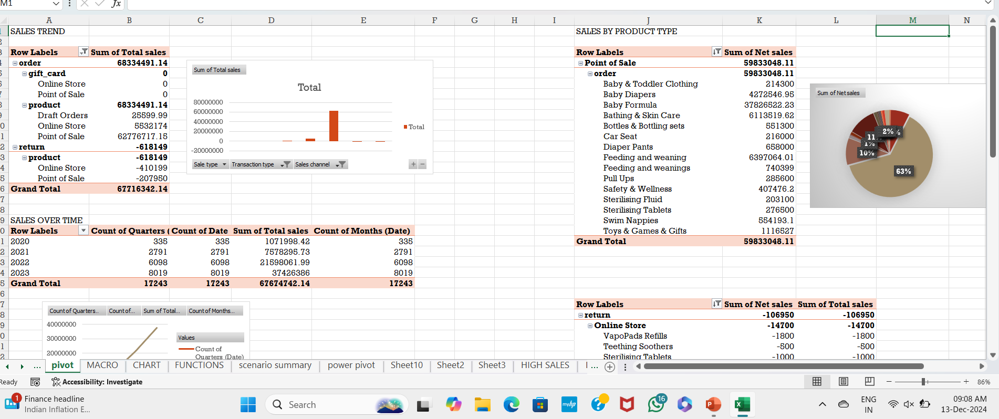 M1 fx
A B C D E F G H I J K L M N
SALES TREND
Row Labels Sum of Total sales
order 68334491.14
gift_card 0
Online Store 0
Point of Sale 0
product 68334491.14
Draft Orders 25599.99
Online Store 5532174
Point of Sale 62776717.15
return -618149
product -618149
Online Store -410199
Point of Sale -207950
Grand Total 67716342.14
Sum of Total sales
Total
80000000
60000000
40000000
20000000
0
-20000000
Total
Sale type Transaction type Sales channel + −
SALES OVER TIME
Row Labels Count of Quarters ( Count of Date Sum of Total sales Count of Months (Date)
2020 335 335 1071998.42 335
2021 2791 2791 7578295.73 2791
2022 6098 6098 21598061.99 6098
2023 8019 8019 37426386 8019
Grand Total 17243 17243 67674742.14 17243
Count of Quarters... Count of... Sum of Total... Count of Months...
40000000
30000000
20000000
Values
Count of
Quarters (Date)
SALES BY PRODUCT TYPE
Row Labels Sum of Net sales
Point of Sale 59833048.11
order 59833048.11
Baby & Toddler Clothing 214300
Baby Diapers 4272546.95
Baby Formula 37826522.23
Bathing & Skin Care 6113519.62
Bottles & Bottling sets 551300
Car Seat 216000
Diaper Pants 658000
Feeding and weaning 6397064.01
Feeding and weanings 740399
Pull Ups 285600
Safety & Wellness 407476.2
Sterilising Fluid 203100
Sterilising Tablets 276500
Swim Nappies 554193.1
Toys & Games & Gifts 1116527
Grand Total 59833048.11
Sum of Net sales
2% %
11
1%
10%
63%
Row Labels Sum of Net sales Sum of Total sales
return -106950 -106950
Online Store -14700 -14700
VapoPads Refills -1800 -1800
Teething Soothers -500 -500
Sterilising Tablets -1000 -1000
... pivot MACRO CHART FUNCTIONS scenario summary power pivot Sheet10 Sheet2 Sheet3 HIGH SALES ...
Ready Accessibility: Investigate − + 86%
1 Finance headline
Indian Inflation E...
Search
myhp
16
P
X
ENG
IN
09:08 AM
13-Dec-2024